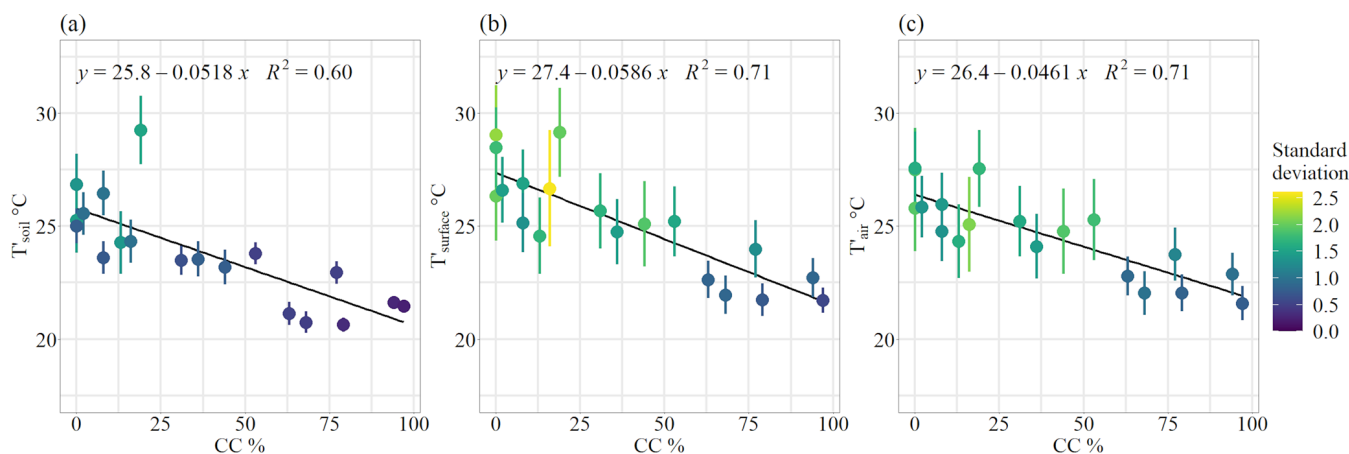 (a)
y = 25.8 – 0.0518 x R² = 0.60
30
25
20
T'soil °C
0 25 50 75 100
CC %
(b)
y = 27.4 – 0.0586 x R² = 0.71
30
25
20
T'surface °C
0 25 50 75 100
CC %
(c)
y = 26.4 – 0.0461 x R² = 0.71
30
25
20
T'air °C
0 25 50 75 100
CC %
Standard
deviation
2.5
2.0
1.5
1.0
0.5
0.0